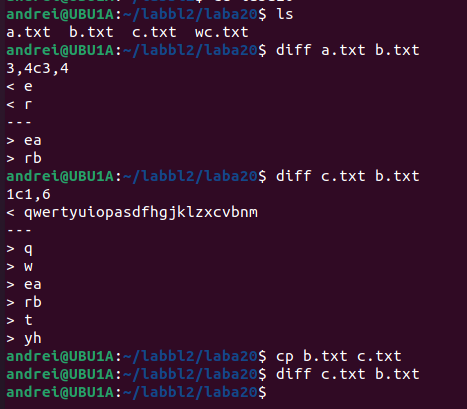 andrei@UBU1A:~/labbl2/laba20$ ls
a.txt  b.txt  c.txt  wc.txt
andrei@UBU1A:~/labbl2/laba20$ diff a.txt b.txt
3,4c3,4
< e
< r
---
> ea
> rb
andrei@UBU1A:~/labbl2/laba20$ diff c.txt b.txt
1c1,6
< qwertyuiopasdfhgjklzxcvbnm
---
> q
> w
> ea
> rb
> t
> yh
andrei@UBU1A:~/labbl2/laba20$ cp b.txt c.txt
andrei@UBU1A:~/labbl2/laba20$ diff c.txt b.txt
andrei@UBU1A:~/labbl2/laba20$